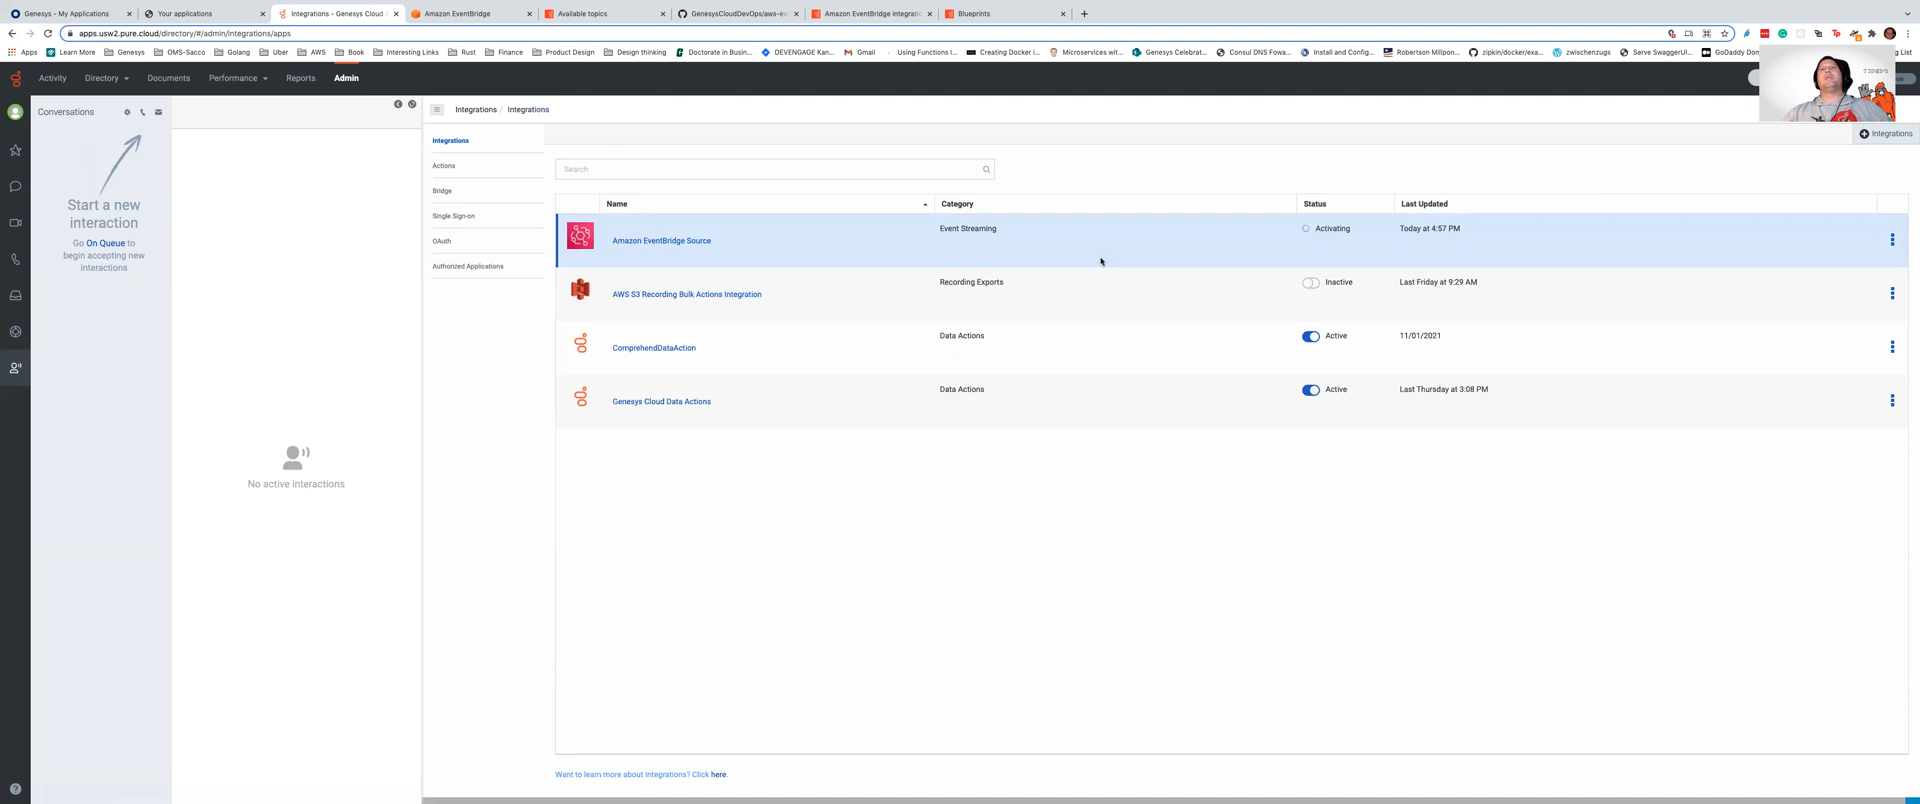 Genesys - My Applications
Your applications
Integrations - Genesys Cloud
Amazon EventBridge
Available topics
GenesysCloudDevOps/aws-ev
Amazon EventBridge integratio
Blueprints
apps.usw2.pure.cloud/directory/#/admin/integrations/apps
Apps
Learn More
Genesys
OMS-Sacco
Golang
Uber
AWS
Book
Interesting Links
Rust
Finance
Product Design
Design thinking
Doctorate in Busin...
DEVENGAGE Kan...
Gmail
Using Functions i...
Creating Docker i...
Microservices wit...
Genesys Celebrat...
Consul DNS Fowa...
Install and Config...
Robertson Millpon...
zipkin/docker/exa...
zwischenzugs
Serve SwaggerUI...
GoDaddy Don
g List
Activity
Directory
Documents
Performance
Reports
Admin
GENESYS
Conversations
Start a new
interaction
Go On Queue to
begin accepting new
interactions
No active interactions
Integrations / Integrations
Integrations
Integrations
Actions
Bridge
Single Sign-on
OAuth
Authorized Applications
Search
Name
Category
Status
Last Updated
Amazon EventBridge Source
Event Streaming
Activating
Today at 4:57 PM
AWS S3 Recording Bulk Actions Integration
Recording Exports
Inactive
Last Friday at 9:29 AM
ComprehendDataAction
Data Actions
Active
11/01/2021
Genesys Cloud Data Actions
Data Actions
Active
Last Thursday at 3:08 PM
Want to learn more about Integrations? Click here.